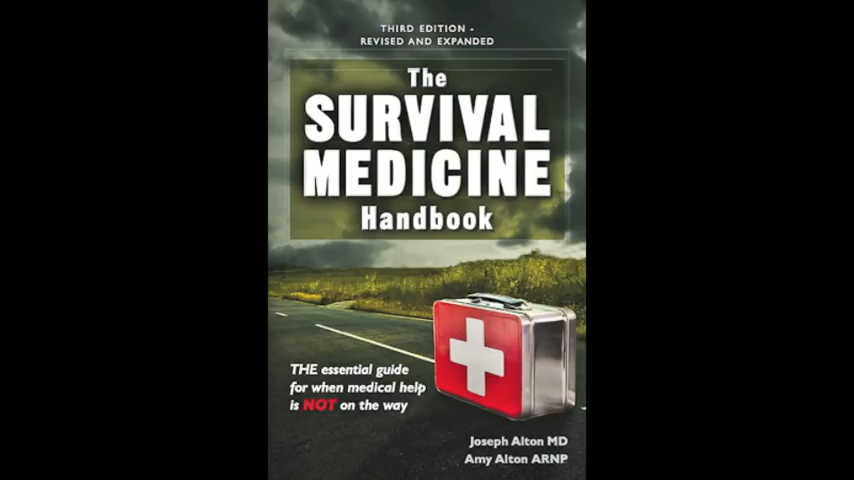 THIRD EDITION -
REVISED AND EXPANDED
The
SURVIVAL
MEDICINE
Handbook
THE essential guide
for when medical help
is NOT on the way
Joseph Alton MD
Amy Alton ARNP